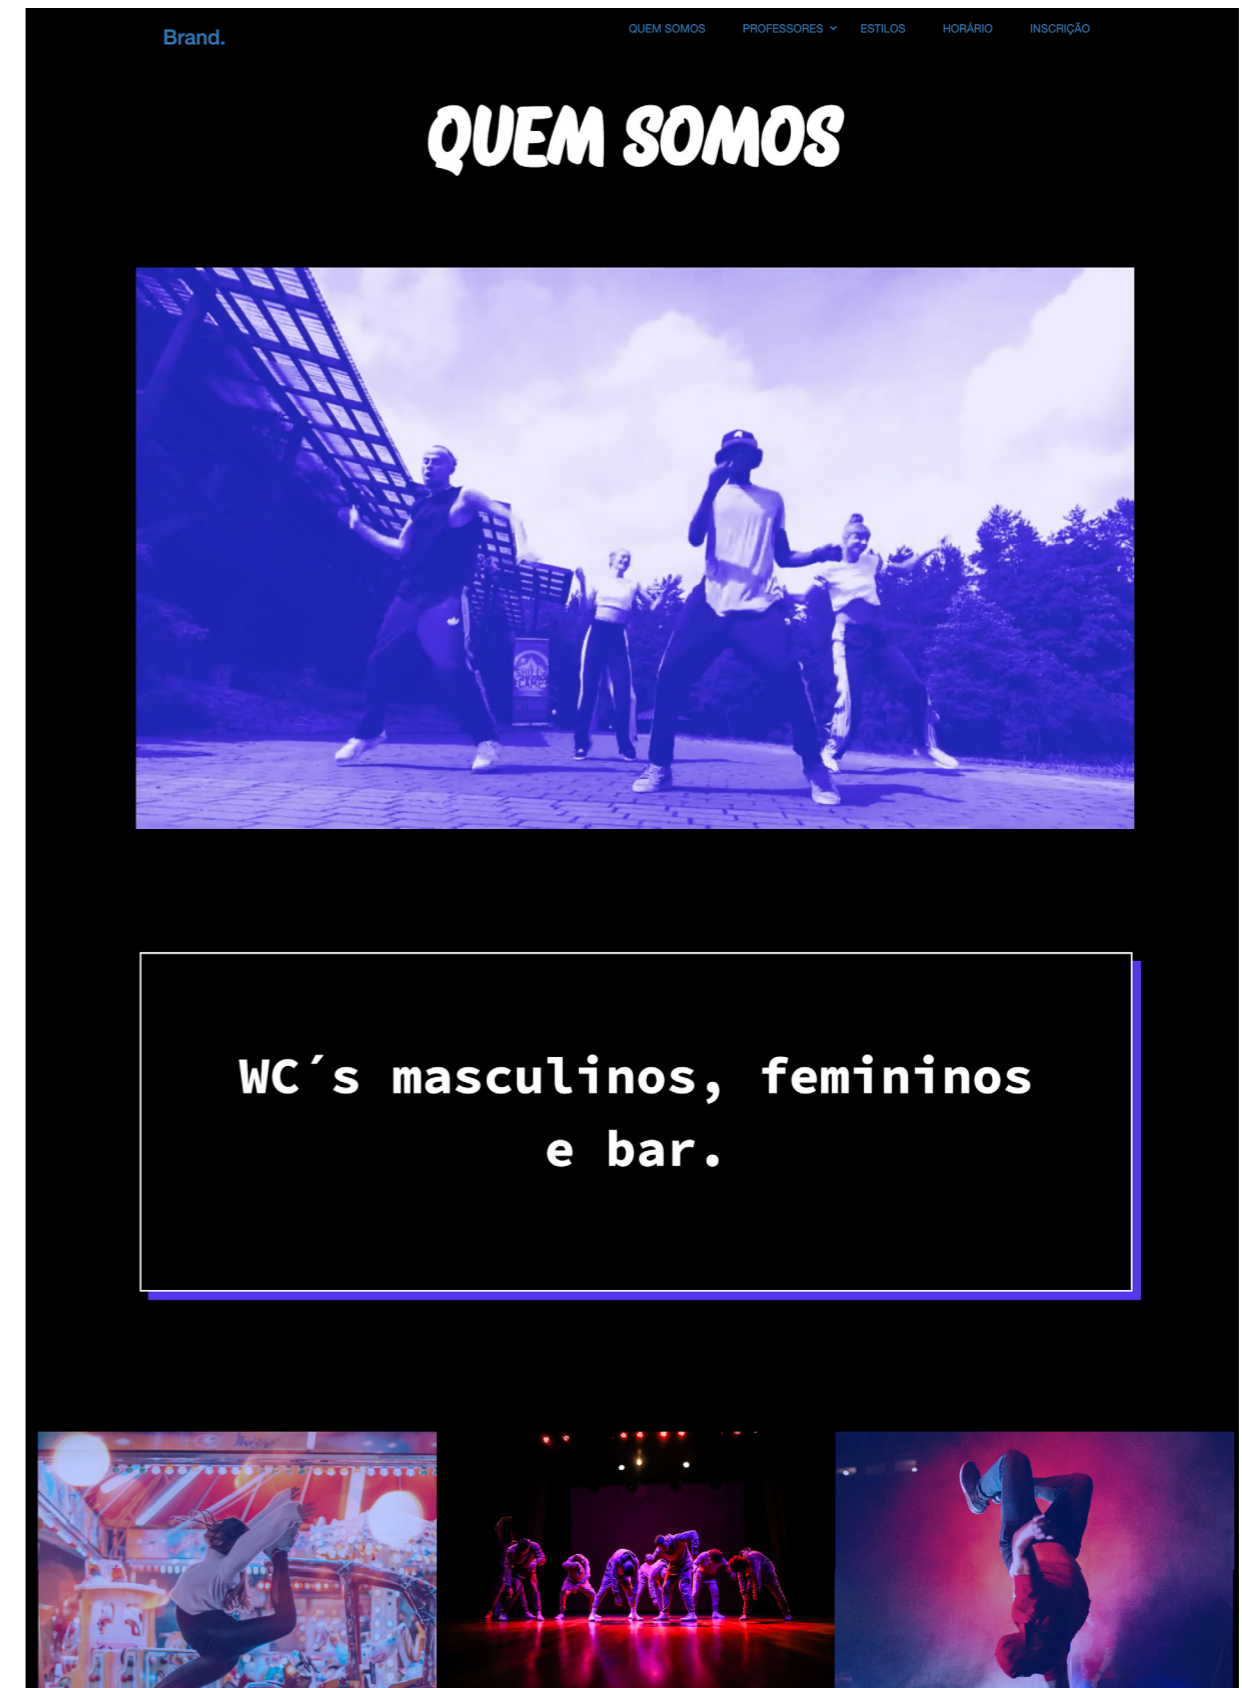 Brand.
QUEM SOMOS PROFESSORES ESTILOS HORÁRIO INSCRIÇÃO
QUEM SOMOS
WC´s masculinos, femininos
e bar.